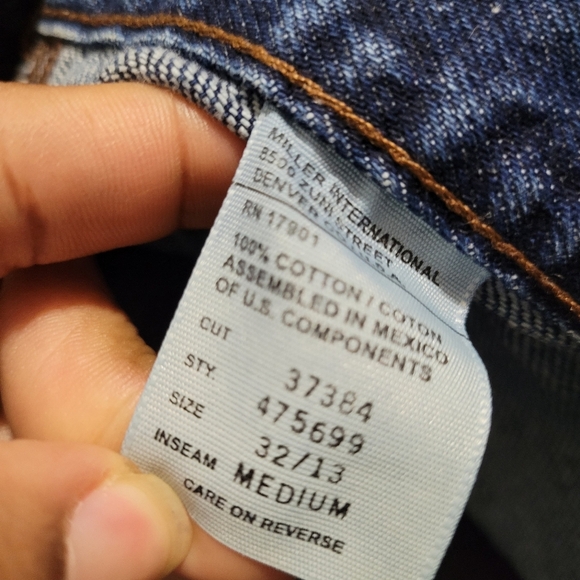 MILLER INTERNATIONAL
8500 ZUNI STREET
DENVER
RN 17901
100% COTTON / COTON
ASSEMBLED IN MEXICO
OF U.S. COMPONENTS
CUT 37384
STY. 475699
SIZE 32/13
INSEAM MEDIUM
CARE ON REVERSE